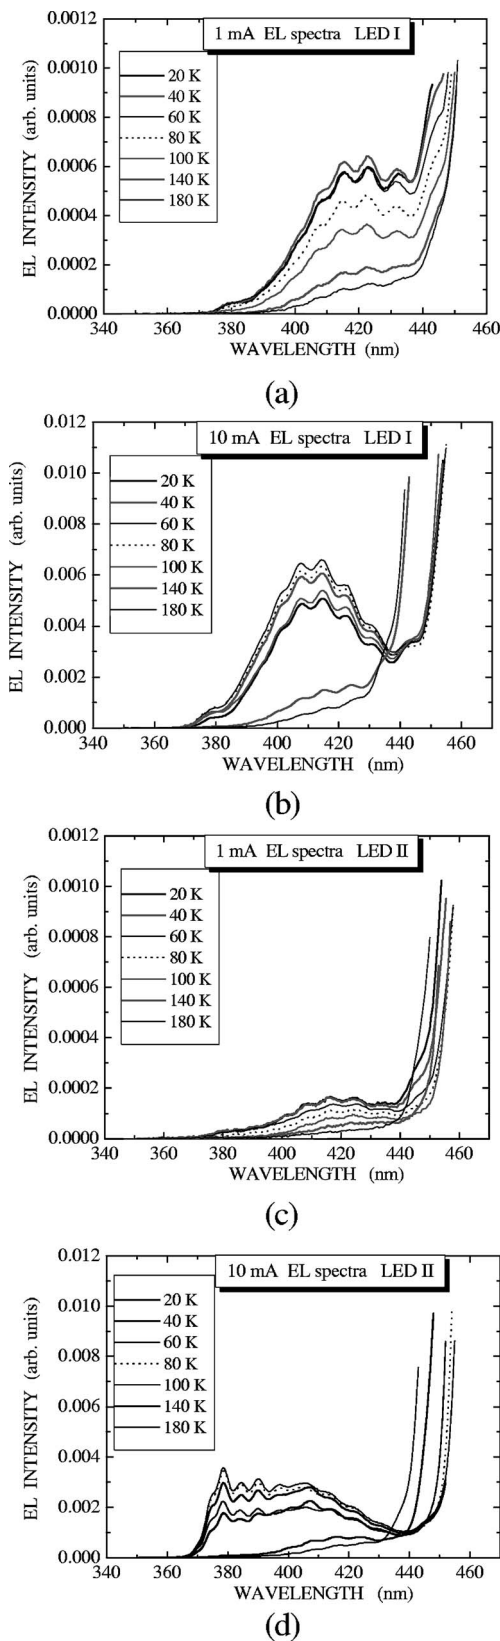 1 mA EL spectra LED I
EL INTENSITY (arb. units)
0.0012
0.0010
0.0008
0.0006
0.0004
0.0002
0.0000
20 K
40 K
60 K
80 K
100 K
140 K
180 K
340 360 380 400 420 440 460
WAVELENGTH (nm)
(a)
10 mA EL spectra LED I
EL INTENSITY (arb. units)
0.012
0.010
0.008
0.006
0.004
0.002
0.000
20 K
40 K
60 K
80 K
100 K
140 K
180 K
340 360 380 400 420 440 460
WAVELENGTH (nm)
(b)
1 mA EL spectra LED II
EL INTENSITY (arb. units)
0.0012
0.0010
0.0008
0.0006
0.0004
0.0002
0.0000
20 K
40 K
60 K
80 K
100 K
140 K
180 K
340 360 380 400 420 440 460
WAVELENGTH (nm)
(c)
10 mA EL spectra LED II
EL INTENSITY (arb. units)
0.012
0.010
0.008
0.006
0.004
0.002
0.000
20 K
40 K
60 K
80 K
100 K
140 K
180 K
340 360 380 400 420 440 460
WAVELENGTH (nm)
(d)